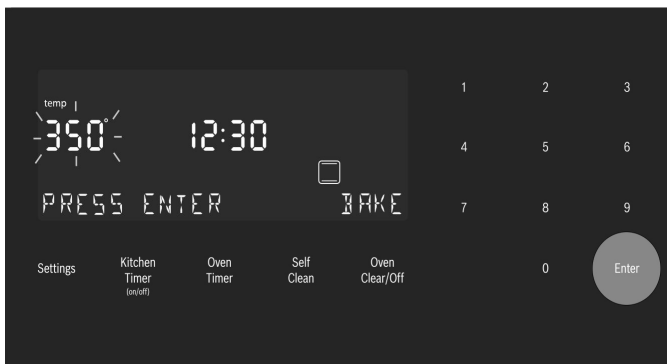 temp
350° 12:30
PRESS ENTER BAKE
Settings
Kitchen
Timer
(on/off)
Oven
Timer
Self
Clean
Oven
Clear/Off
1 2 3
4 5 6
7 8 9
0 Enter